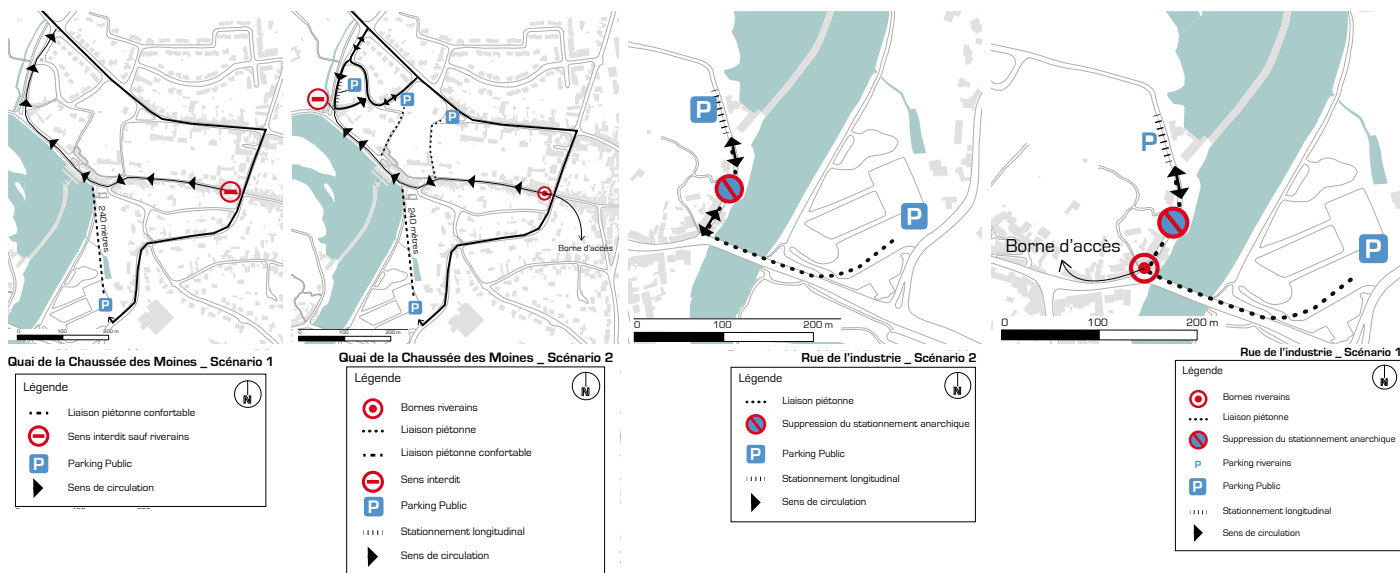 P
240 mètres
P
0 100 200 m
Quai de la Chaussée des Moines _ Scénario 1
Légende
N
Liaison piétonne confortable
Sens interdit sauf riverains
P Parking Public
Sens de circulation
P
P
P
240 mètres
Borne d'accès
P
0 100 200 m
Quai de la Chaussée des Moines _ Scénario 2
Légende
N
Bornes riverains
Liaison piétonne
Liaison piétonne confortable
Sens interdit
P Parking Public
Stationnement longitudinal
Sens de circulation
P
P
0 100 200 m
Rue de l'industrie _ Scénario 2
Légende
N
Liaison piétonne
Suppression du stationnement anarchique
P Parking Public
Stationnement longitudinal
Sens de circulation
P
Borne d'accès
P
0 100 200 m
Rue de l'industrie _ Scénario 1
Légende
N
Bornes riverains
Liaison piétonne
Suppression du stationnement anarchique
P Parking riverains
P Parking Public
Stationnement longitudinal
Sens de circulation